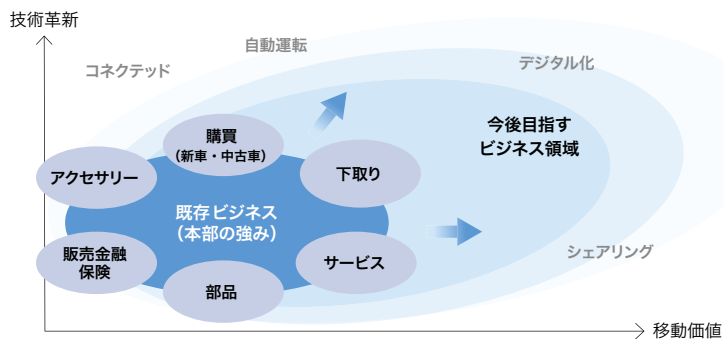 技術革新
自動運転
コネクテッド
デジタル化
購買
（新車・中古車）
今後目指す
ビジネス領域
アクセサリー
下取り
既存ビジネス
（本部の強み）
販売金融
保険
サービス
シェアリング
部品
移動価値